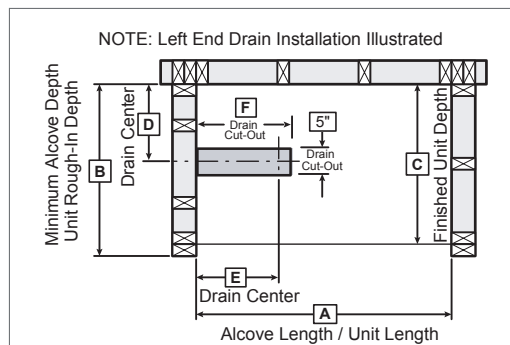 NOTE: Left End Drain Installation Illustrated
Minimum Alcove Depth
Unit Rough-In Depth
B
Drain Center
D
F
Drain
Cut-Out
5"
Drain
Cut-Out
C
Finished Unit Depth
E
Drain Center
A
Alcove Length / Unit Length